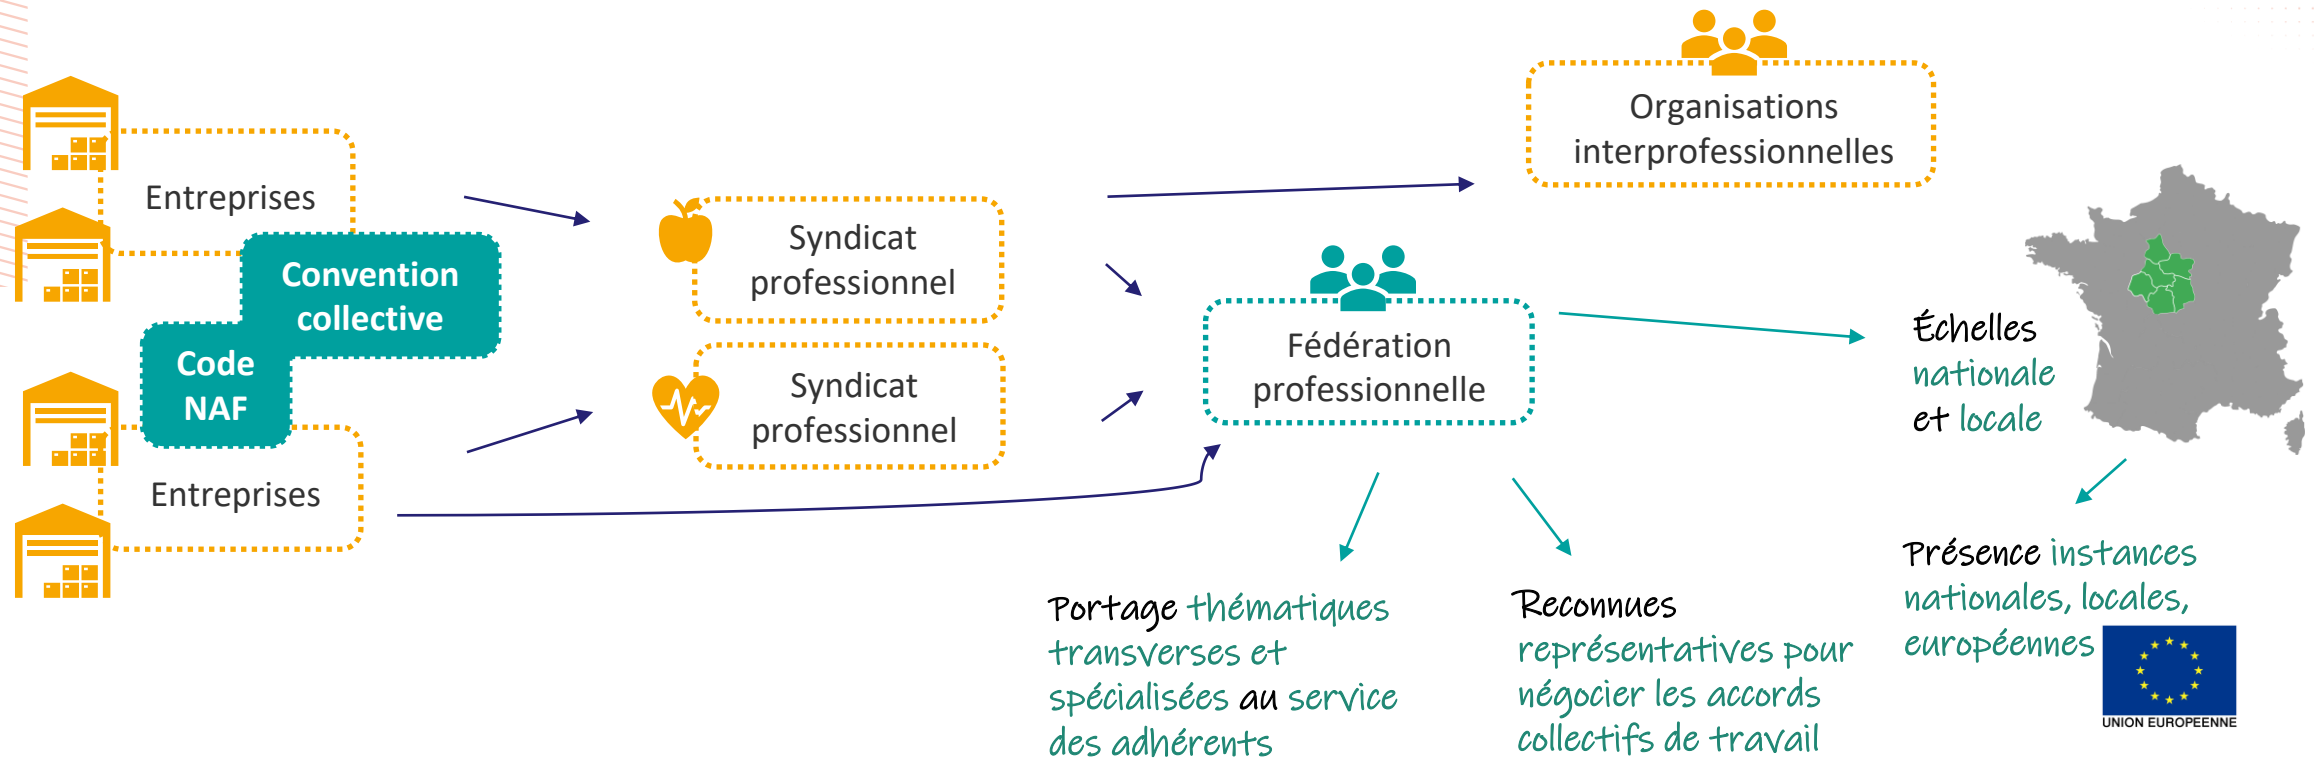 Entreprises
Convention
collective
Code
NAF
Entreprises
Syndicat
professionnel
Syndicat
professionnel
Organisations
interprofessionnelles
Fédération
professionnelle
Échelles
nationale
et locale
Portage thématiques
transverses et
spécialisées au service
des adhérents
Reconnues
représentatives pour
négocier les accords
collectifs de travail
Présence instances
nationales, locales,
européennes
UNION EUROPEENNE